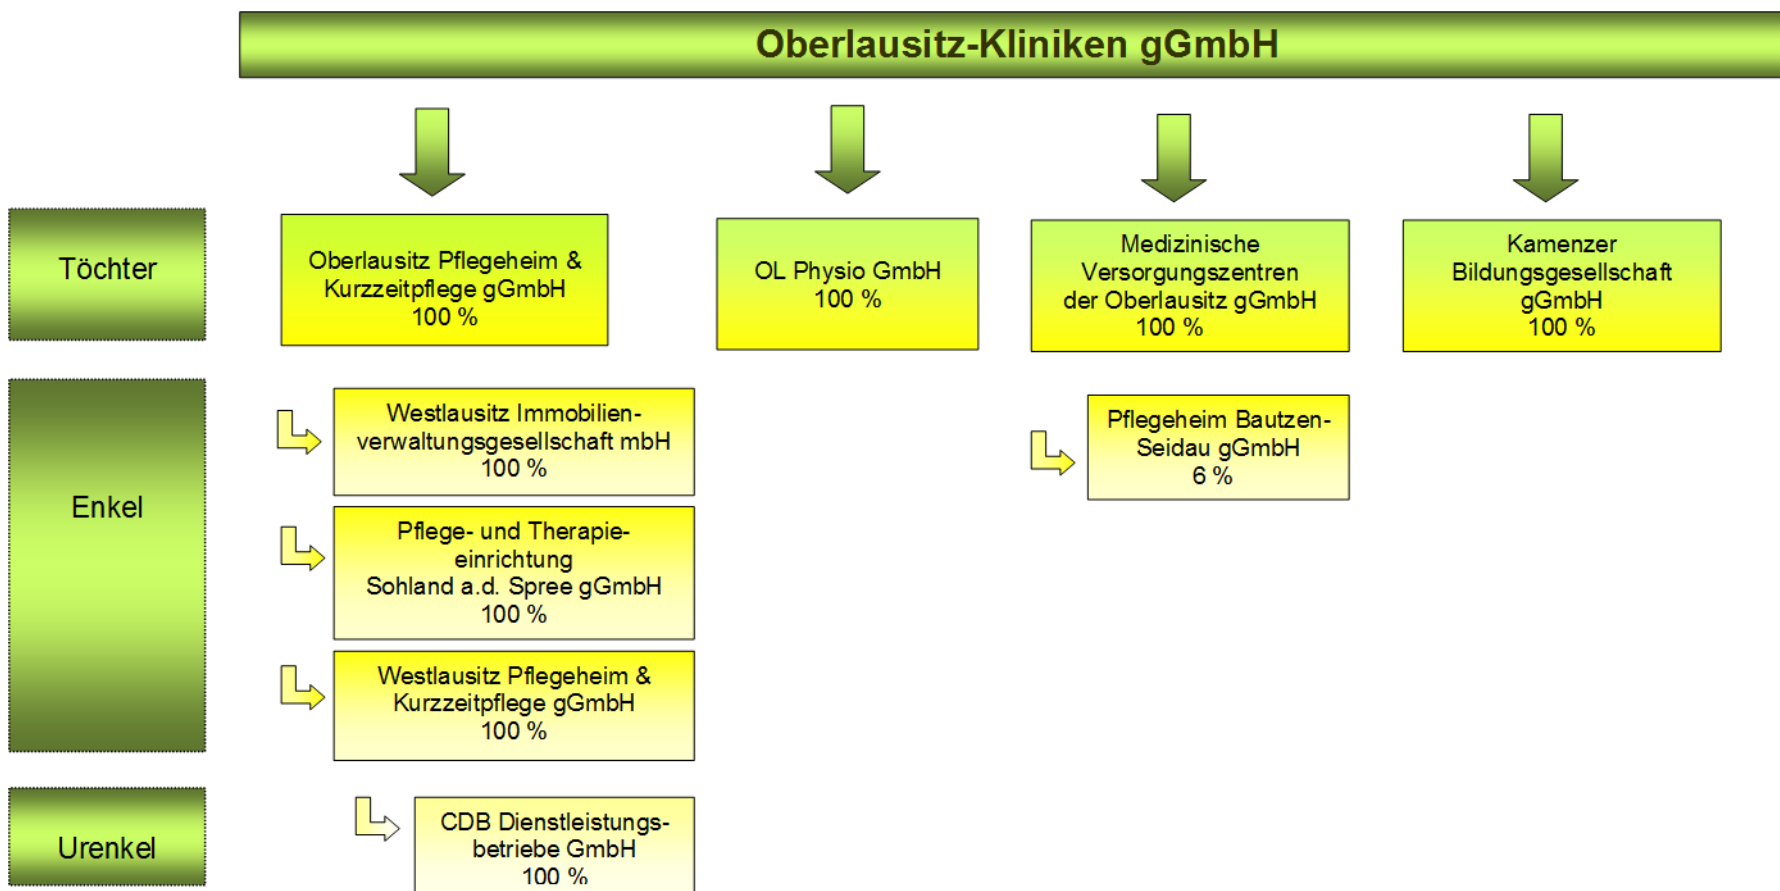 Oberlausitz-Kliniken gGmbH
Töchter
Oberlausitz Pflegeheim &
Kurzzeitpflege gGmbH
100 %
OL Physio GmbH
100 %
Medizinische
Versorgungszentren
der Oberlausitz gGmbH
100 %
Kamenzer
Bildungsgesellschaft
gGmbH
100 %
Enkel
Westlausitz Immobilien-
verwaltungsgesellschaft mbH
100 %
Pflege- und Therapie-
einrichtung
Sohland a.d. Spree gGmbH
100 %
Westlausitz Pflegeheim &
Kurzzeitpflege gGmbH
100 %
Pflegeheim Bautzen-
Seidau gGmbH
6 %
Urenkel
CDB Dienstleistungs-
betriebe GmbH
100 %